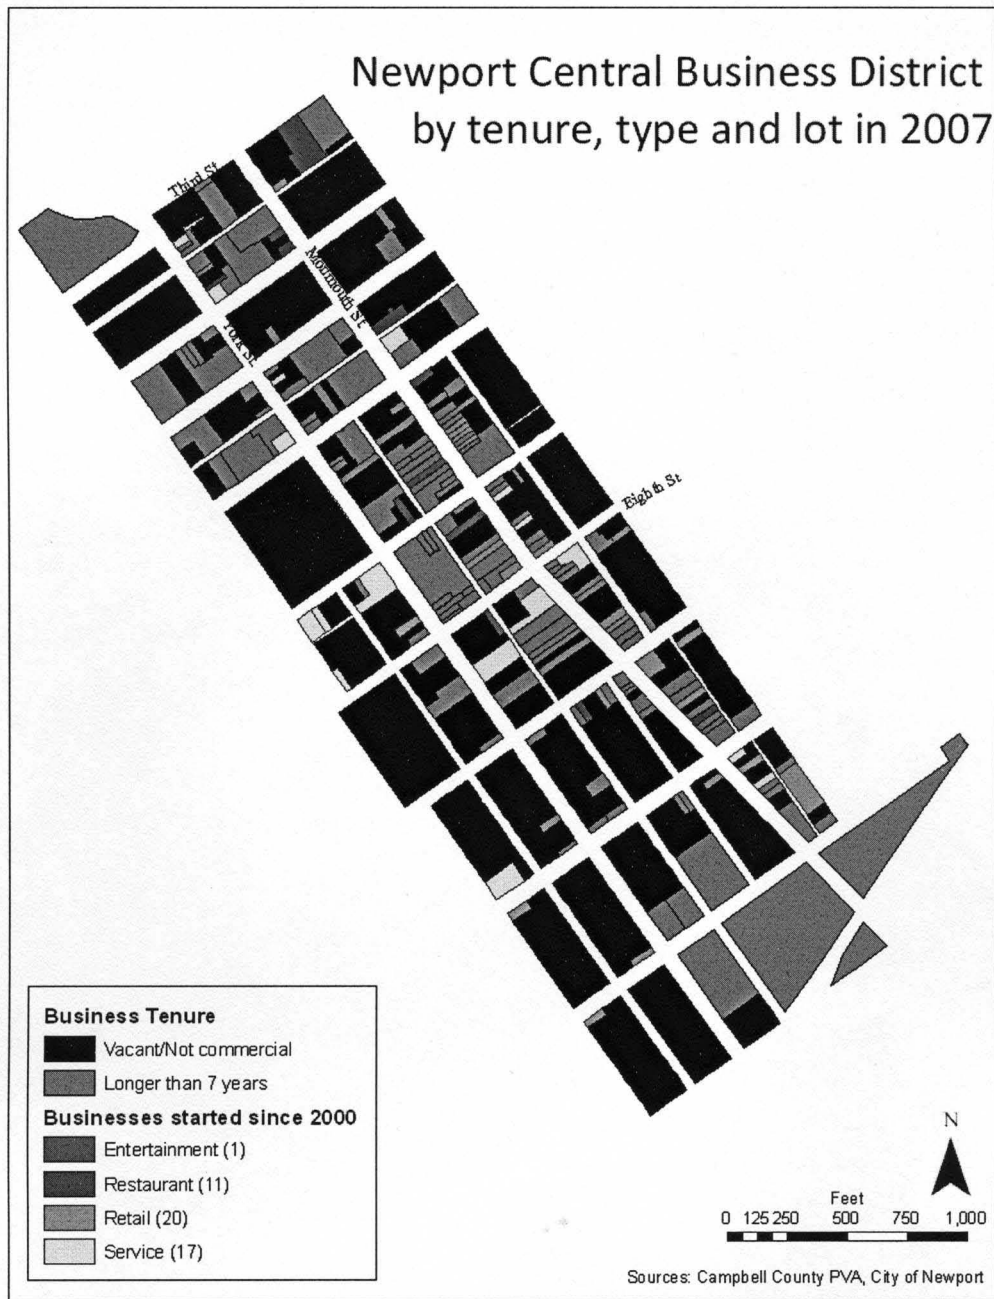 Newport Central Business District
by tenure, type and lot in 2007
Third St
Monmouth St
York St
Eighth St
Business Tenure
Vacant/Not commercial
Longer than 7 years
Businesses started since 2000
Entertainment (1)
Restaurant (11)
Retail (20)
Service (17)
N
Feet
0 125 250 500 750 1,000
Sources: Campbell County PVA, City of Newport